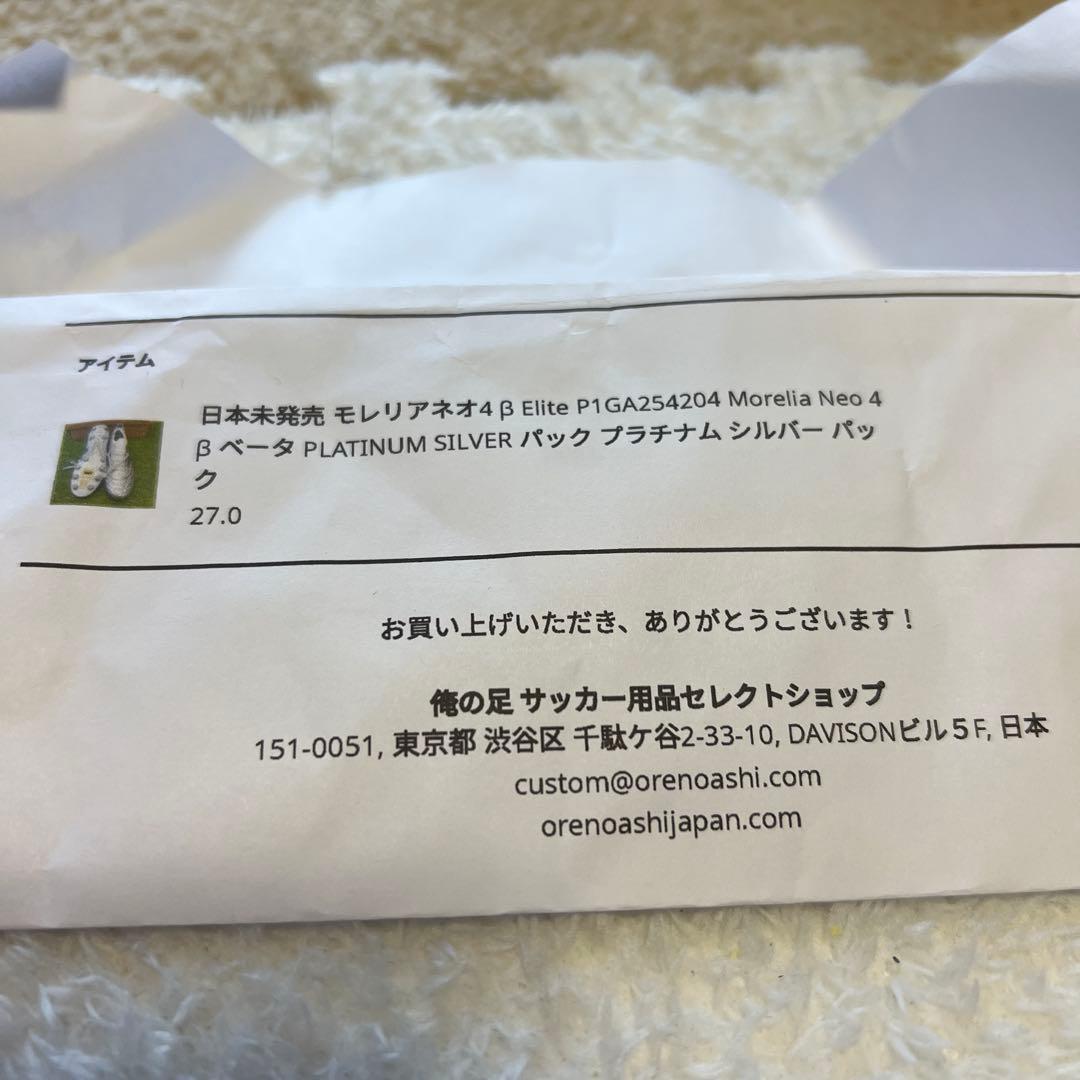 アイテム
日本未発売 モレリアネオ4 β Elite P1GA254204 Morelia Neo 4
β ベータ PLATINUM SILVER パック プラチナム シルバー パッ
ク
27.0
お買い上げいただき、ありがとうございます！
俺の足 サッカー用品セレクトショップ
151-0051, 東京都 渋谷区 千駄ケ谷2-33-10, DAVISONビル５F, 日本
custom@orenoashi.com
orenoashijapan.com